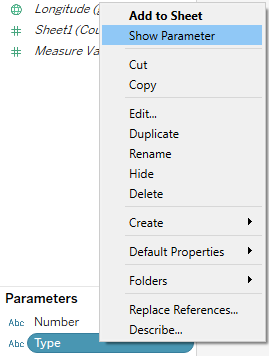 Longitude (g
Sheet1 (Cou
Measure Va
Add to Sheet
Show Parameter
Cut
Copy
Edit...
Duplicate
Rename
Hide
Delete
Create
Default Properties
Folders
Replace References...
Describe...
Parameters
Abc Number
Abc Type